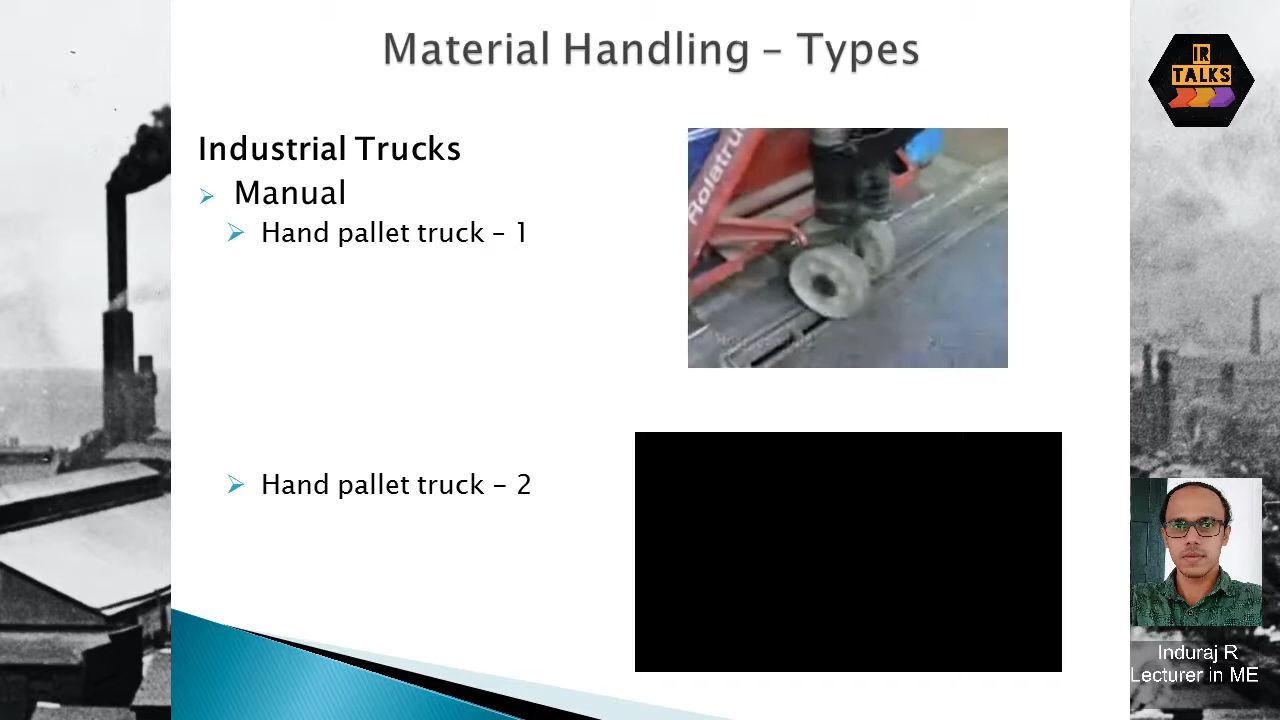 Material Handling – Types
IR
TALKS
Industrial Trucks
Manual
Hand pallet truck – 1
Rolatru
Hand pallet truck – 2
Induraj R
Lecturer in ME